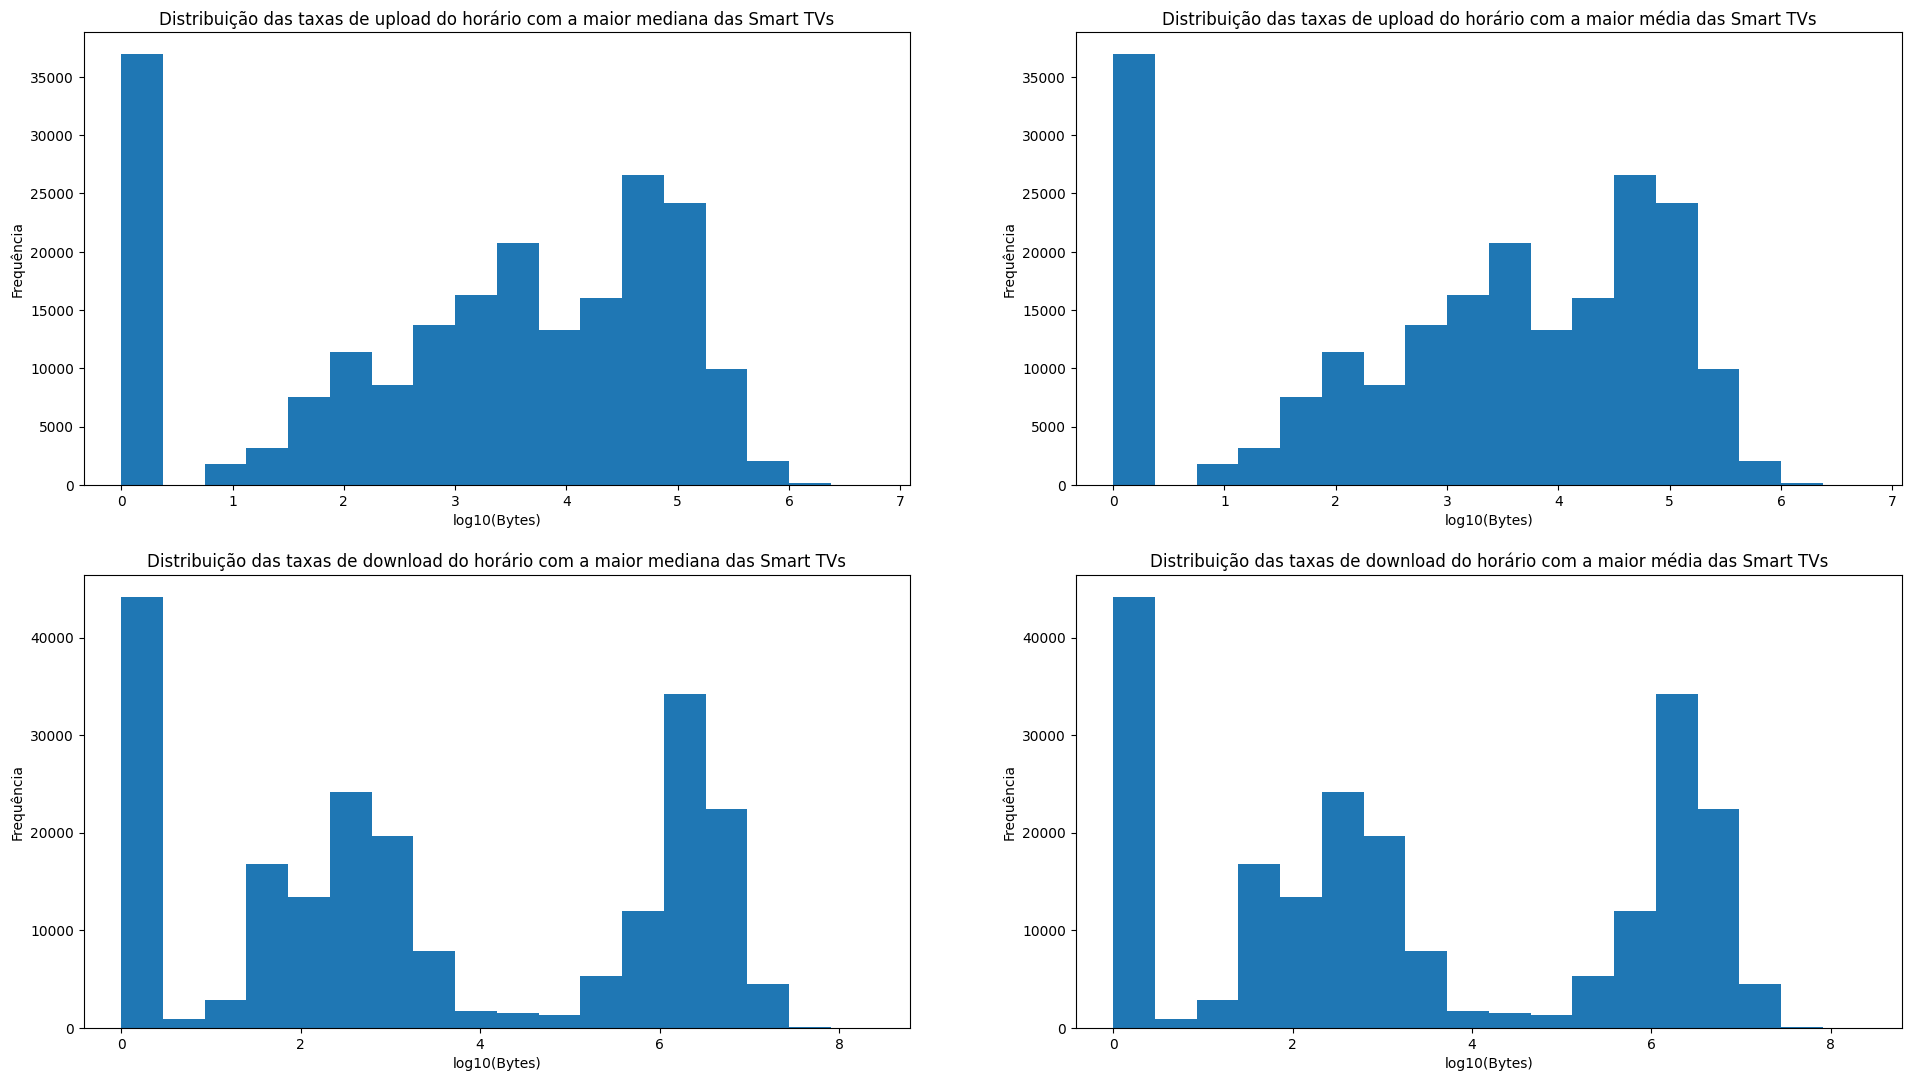 Distribuição das taxas de upload do horário com a maior mediana das Smart TVs
Frequência
35000
30000
25000
20000
15000
10000
5000
0
0 1 2 3 4 5 6 7
log10(Bytes)
Distribuição das taxas de upload do horário com a maior média das Smart TVs
Frequência
35000
30000
25000
20000
15000
10000
5000
0
0 1 2 3 4 5 6 7
log10(Bytes)
Distribuição das taxas de download do horário com a maior mediana das Smart TVs
Frequência
40000
30000
20000
10000
0
0 2 4 6 8
log10(Bytes)
Distribuição das taxas de download do horário com a maior média das Smart TVs
Frequência
40000
30000
20000
10000
0
0 2 4 6 8
log10(Bytes)